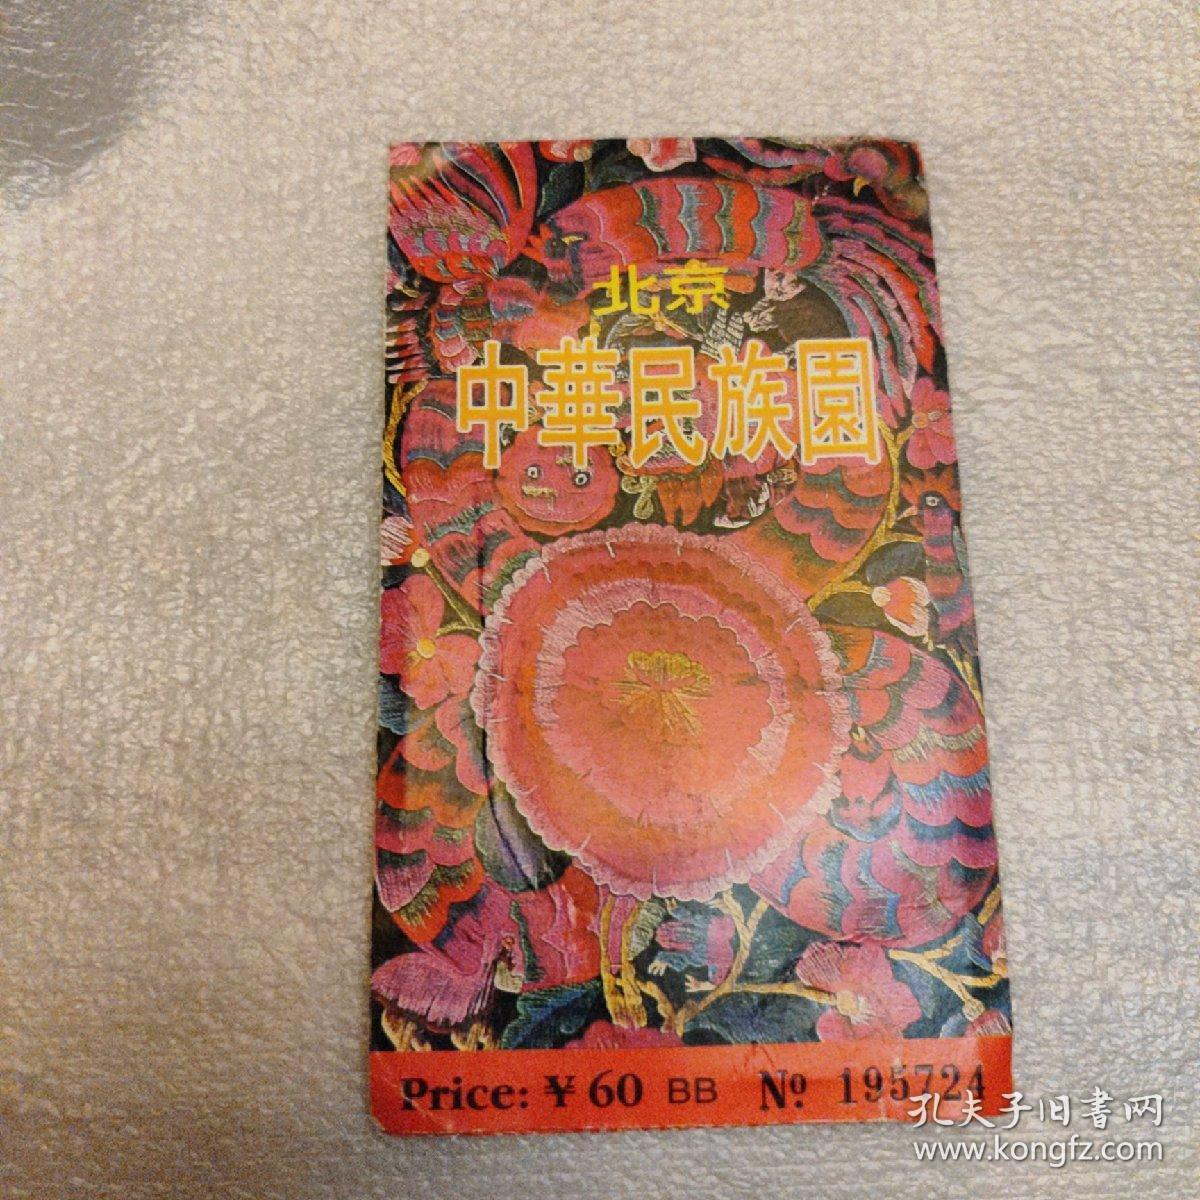 北京
中華民族園
Price: ¥ 60 BB № 195724
孔夫子旧书网
www.kongfz.com